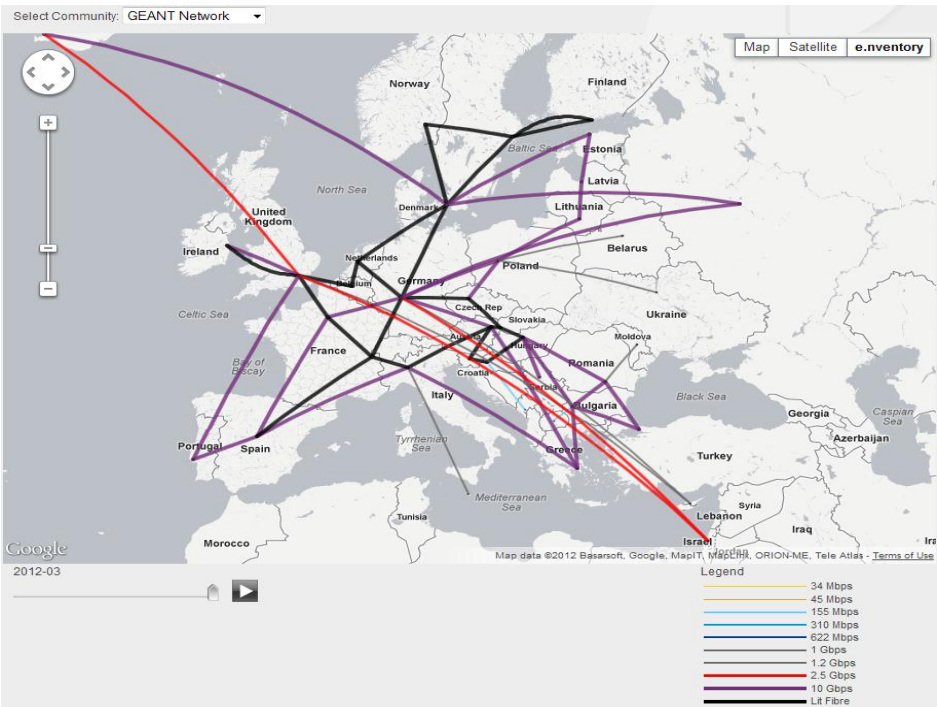 Select Community: GEANT Network
Map Satellite e.nventory
Norway
Finland
Baltic Sea
Estonia
North Sea
Latvia
Denmark
Lithuania
United
Kingdom
Ireland
Netherlands
Belarus
Poland
Belgium
Germany
Celtic Sea
Czech Rep
Ukraine
Slovakia
Austria
Moldova
Hungary
France
Bay of
Biscay
Romania
Croatia
Serbia
Italy
Black Sea
Bulgaria
Georgia
Caspian
Sea
Portugal
Spain
Tyrrhenian
Sea
Greece
Azerbaijan
Turkey
Mediterranean
Sea
Syria
Lebanon
Tunisia
Iraq
Israel
Morocco
Jordan
Ira
Google
Map data ©2012 Basarsoft, Google, MapIT, MapLink, ORION-ME, Tele Atlas - Terms of Use
2012-03
Legend
34 Mbps
45 Mbps
155 Mbps
310 Mbps
622 Mbps
1 Gbps
1.2 Gbps
2.5 Gbps
10 Gbps
Lit Fibre